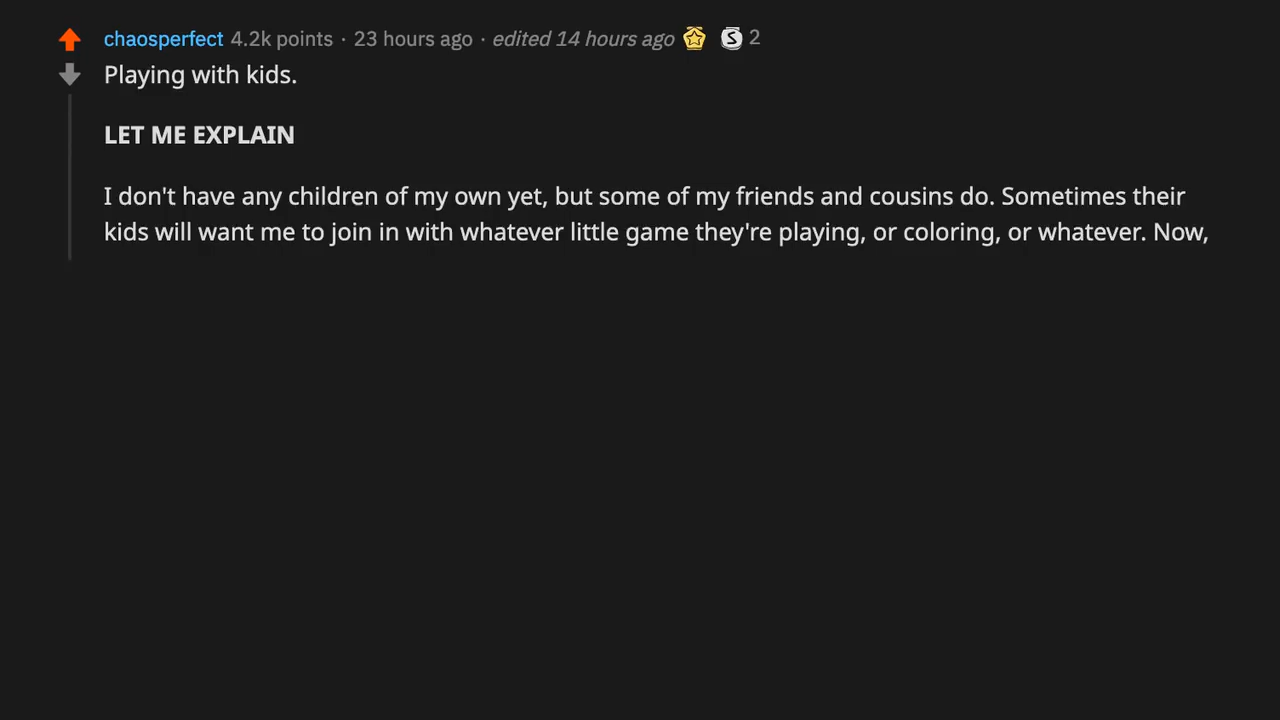 chaosperfect 4.2k points · 23 hours ago · edited 14 hours ago S 2
Playing with kids.
LET ME EXPLAIN
I don't have any children of my own yet, but some of my friends and cousins do. Sometimes their
kids will want me to join in with whatever little game they're playing, or coloring, or whatever. Now,